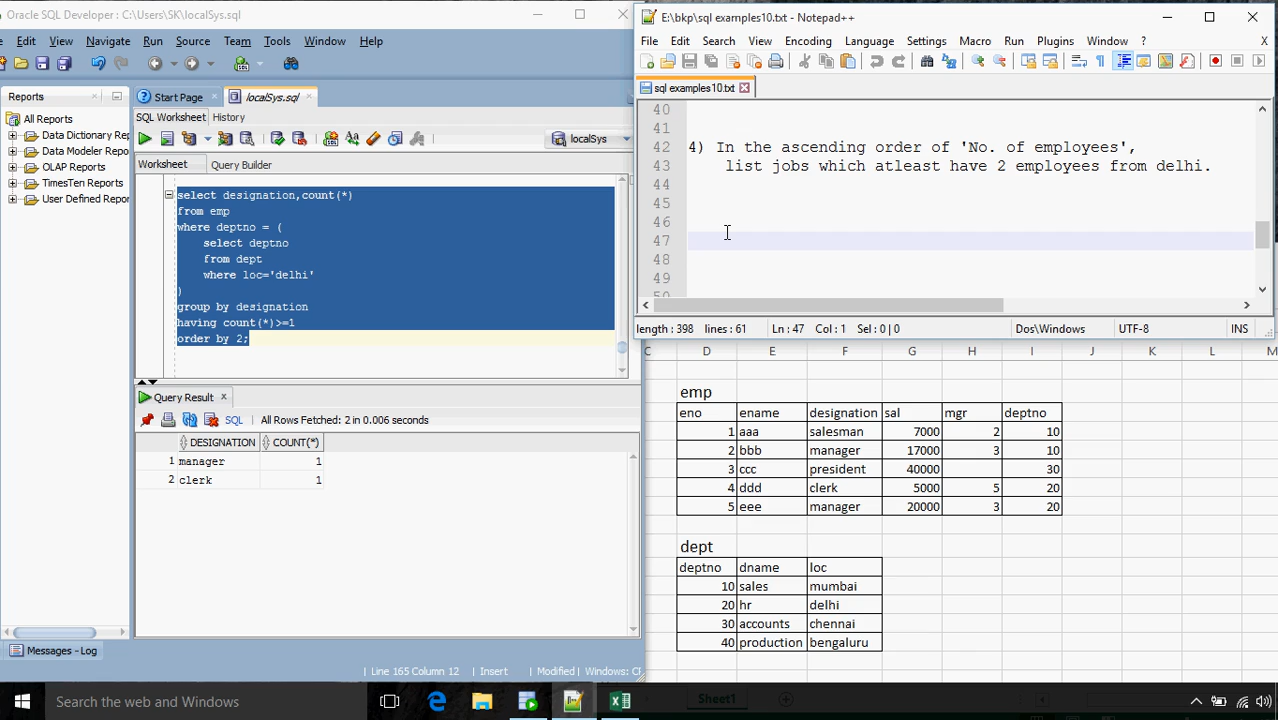 Oracle SQL Developer : C:\Users\SK\localSys.sql
Edit View Navigate Run Source Team Tools Window Help
Reports
Start Page
localSys.sql
All Reports
Data Dictionary Rep
Data Modeler Report
OLAP Reports
TimesTen Reports
User Defined Report
SQL Worksheet History
localSys
Worksheet Query Builder
select designation,count(*)
from emp
where deptno = (
select deptno
from dept
where loc='delhi'
)
group by designation
having count(*)>=1
order by 2;
Query Result
SQL All Rows Fetched: 2 in 0.006 seconds
DESIGNATION COUNT(*)
1 manager 1
2 clerk 1
Messages - Log
Line 165 Column 12 Insert Modified Windows: CF
E:\bkp\sql examples10.txt - Notepad++
File Edit Search View Encoding Language Settings Macro Run Plugins Window ? X
sql examples10.txt
40
41
42 4) In the ascending order of 'No. of employees',
43 list jobs which atleast have 2 employees from delhi.
44
45
46
47
48
49
50
length : 398 lines : 61 Ln : 47 Col : 1 Sel : 0 | 0 Dos\Windows UTF-8 INS
C D E F G H I J K L M
emp
eno ename designation sal mgr deptno
1 aaa salesman 7000 2 10
2 bbb manager 17000 3 10
3 ccc president 40000 30
4 ddd clerk 5000 5 20
5 eee manager 20000 3 20
dept
deptno dname loc
10 sales mumbai
20 hr delhi
30 accounts chennai
40 production bengaluru
Sheet1
Search the web and Windows